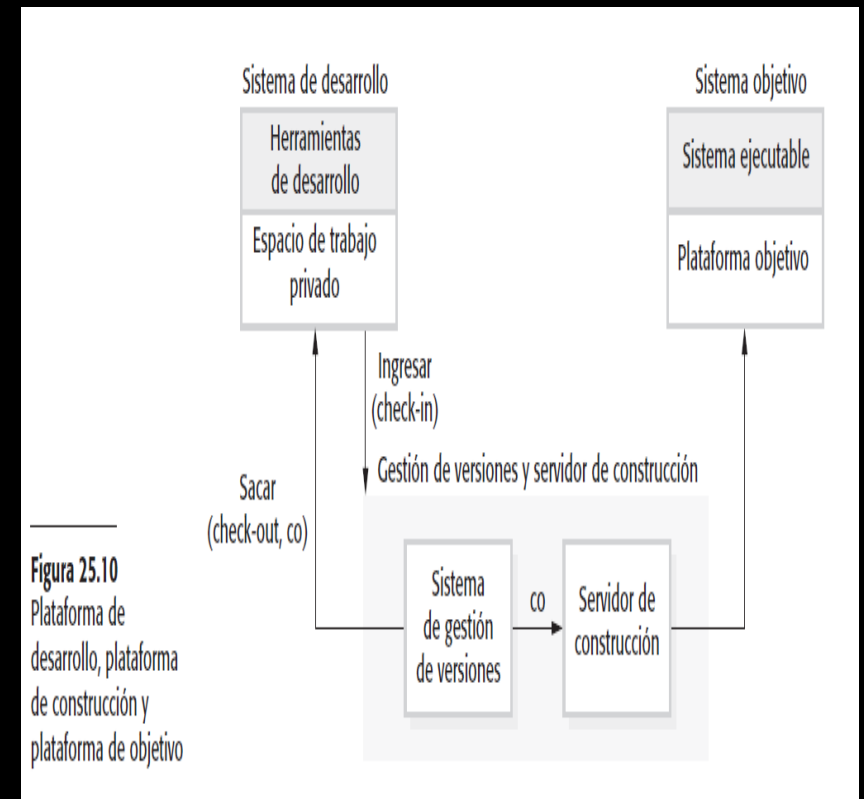 Sistema de desarrollo
Herramientas
de desarrollo
Espacio de trabajo
privado
Sistema objetivo
Sistema ejecutable
Plataforma objetivo
Ingresar
(check-in)
Sacar
(check-out, co)
Gestión de versiones y servidor de construcción
Sistema
de gestión
de versiones
co
Servidor de
construcción
Figura 25.10
Plataforma de
desarrollo, plataforma
de construcción y
plataforma de objetivo